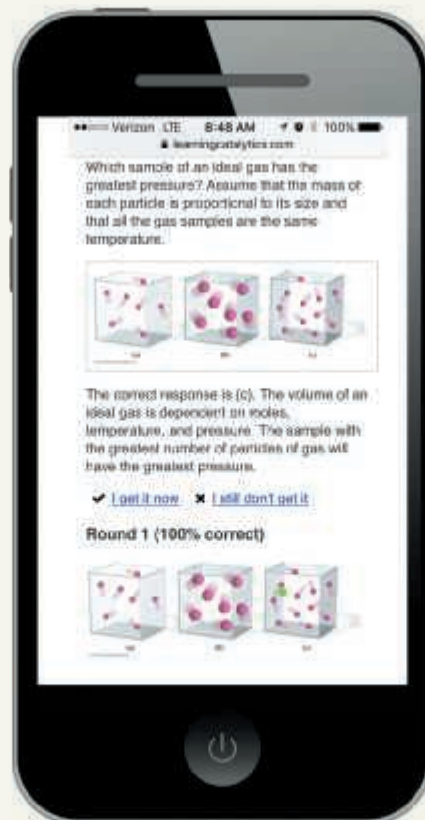 Verizon LTE 8:48 AM 100%
learningcatalytics.com
Which sample of an ideal gas has the
greatest pressure? Assume that the mass of
each particle is proportional to its size and
that all the gas samples are the same
temperature.
(a) (b) (c)
The correct response is (c). The volume of an
ideal gas is dependent on moles,
temperature, and pressure. The sample with
the greatest number of particles of gas will
have the greatest pressure.
I get it now I still don't get it
Round 1 (100% correct)
(a) (b) (c)